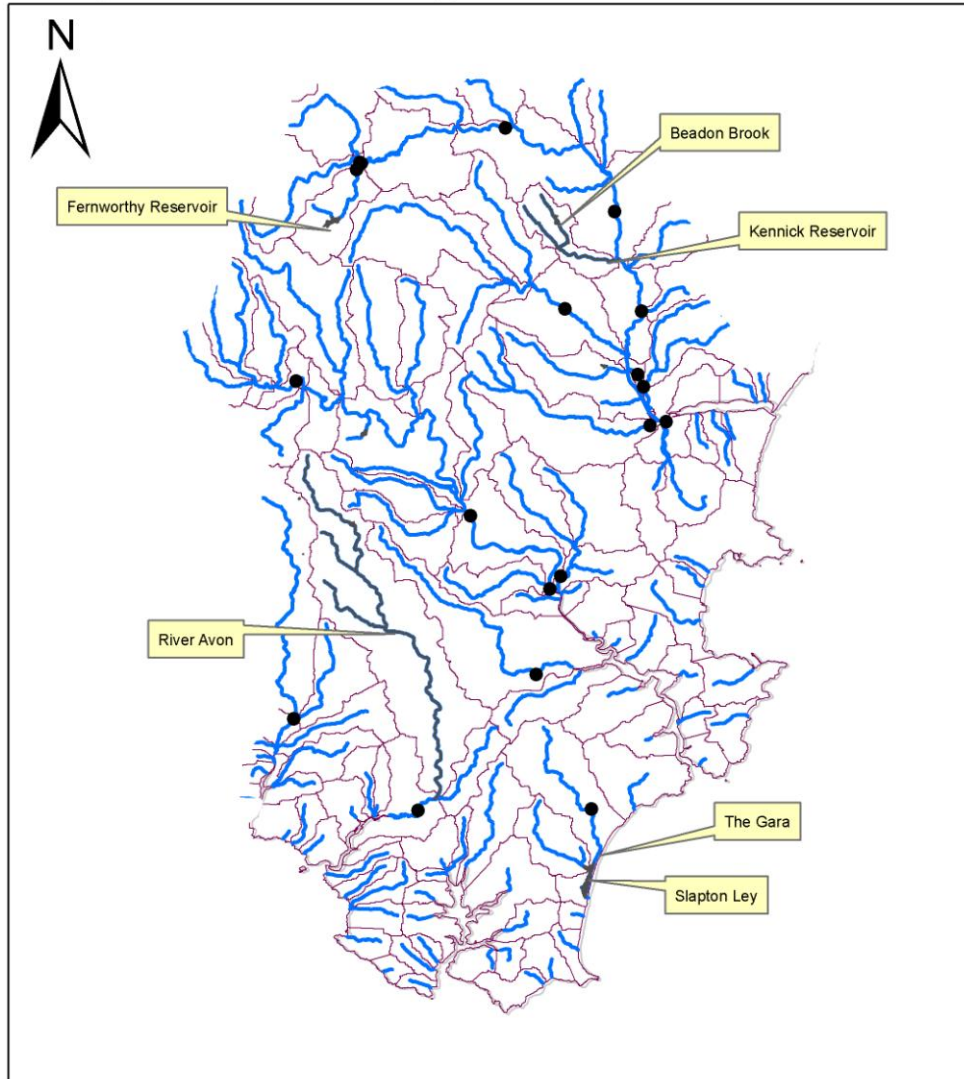 N
Beadon Brook
Fernworthy Reservoir
Kennick Reservoir
River Avon
The Gara
Slapton Ley